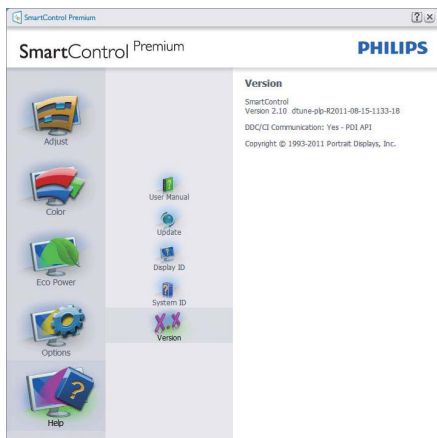 SmartControl Premium
SmartControl Premium
PHILIPS
Adjust
Color
Eco Power
Options
Help
User Manual
Update
Display ID
System ID
Version
Version
SmartControl
Version 2.10 dtune-plp-R2011-08-15-1133-18
DDC/CI Communication: Yes - PDI API
Copyright © 1993-2011 Portrait Displays, Inc.